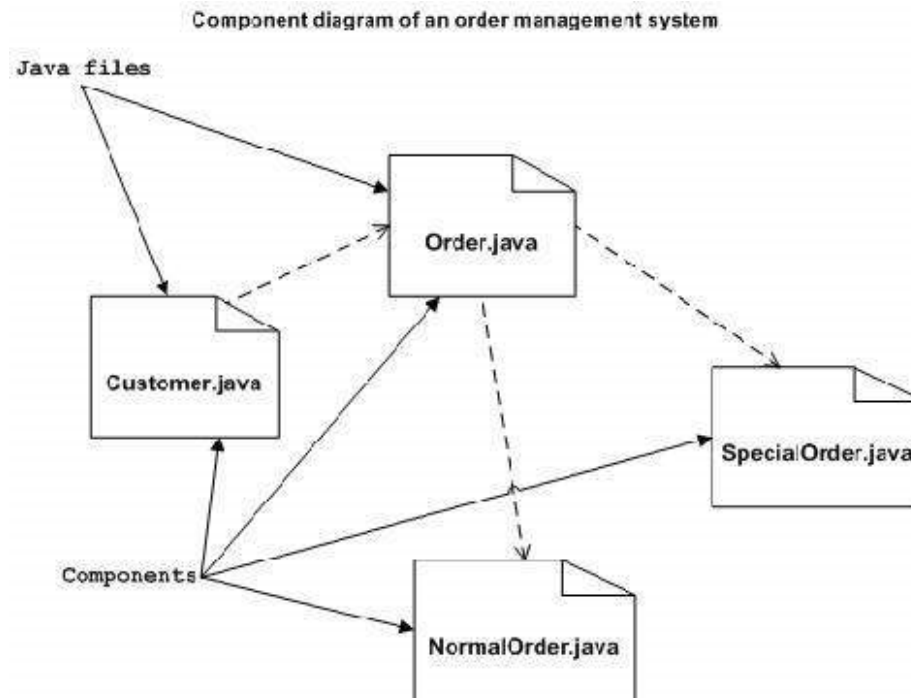 Component diagram of an order management system
Java files
Order.java
Customer.java
SpecialOrder.java
Components
NormalOrder.java